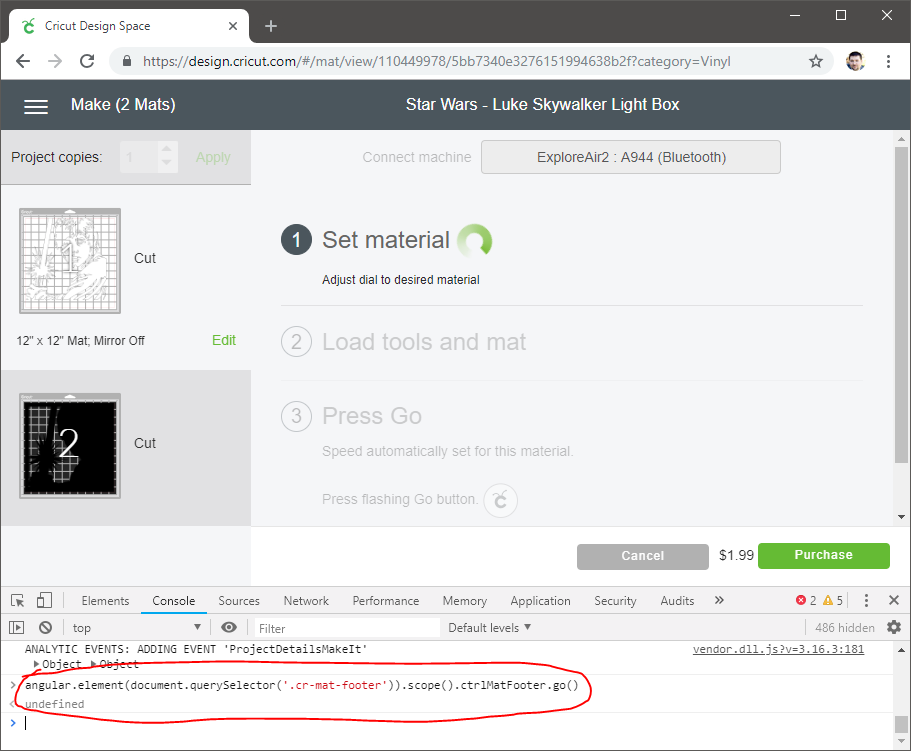 Cricut Design Space
https://design.cricut.com/#/mat/view/110449978/5bb7340e3276151994638b2f?category=Vinyl
Make (2 Mats)
Star Wars - Luke Skywalker Light Box
Project copies:
1
Apply
Connect machine
ExploreAir2 : A944 (Bluetooth)
1
Cut
12" x 12" Mat; Mirror Off
Edit
2
Cut
1 Set material
Adjust dial to desired material
2 Load tools and mat
3 Press Go
Speed automatically set for this material.
Press flashing Go button.
Cancel
$1.99
Purchase
Elements Console Sources Network Performance Memory Application Security Audits » 2 5
top
Filter
Default levels ▼
486 hidden
ANALYTIC EVENTS: ADDING EVENT 'ProjectDetailsMakeIt'
vendor.dll.js?v=3.16.3:181
▶Object ▶Object
> angular.element(document.querySelector('.cr-mat-footer')).scope().ctrlMatFooter.go()
< undefined
>